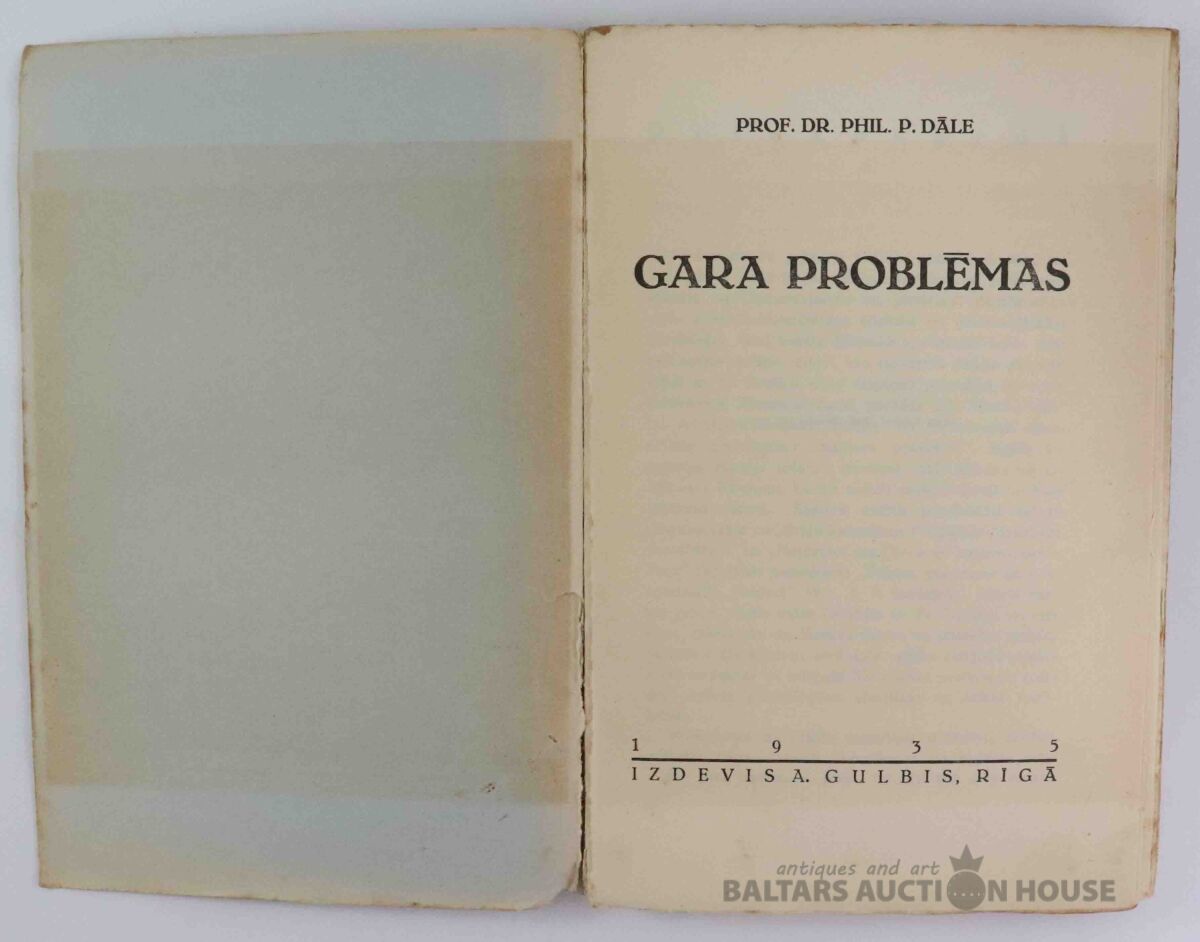 PROF. DR. PHIL. P. DĀLE
GARA PROBLĒMAS
1 9 3 5
IZDEVIS A. GULBIS, RĪGĀ
antiques and art
BALTARS AUCTION HOUSE